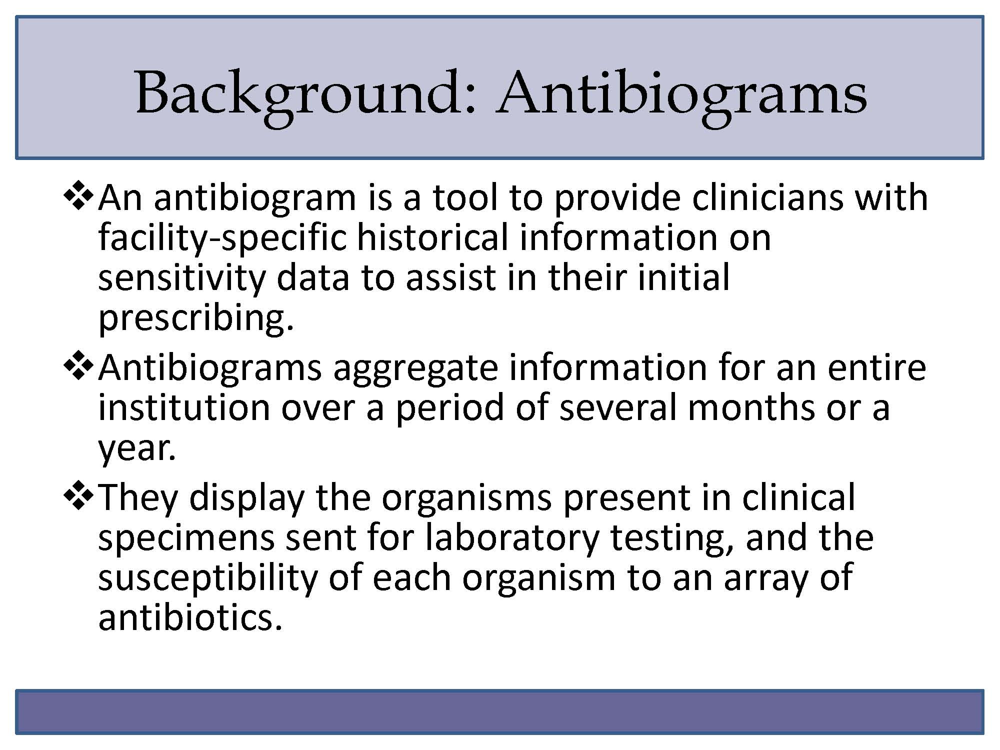 Background: Antibiograms
❖An antibiogram is a tool to provide clinicians with
facility-specific historical information on
sensitivity data to assist in their initial
prescribing.
❖Antibiograms aggregate information for an entire
institution over a period of several months or a
year.
❖They display the organisms present in clinical
specimens sent for laboratory testing, and the
susceptibility of each organism to an array of
antibiotics.